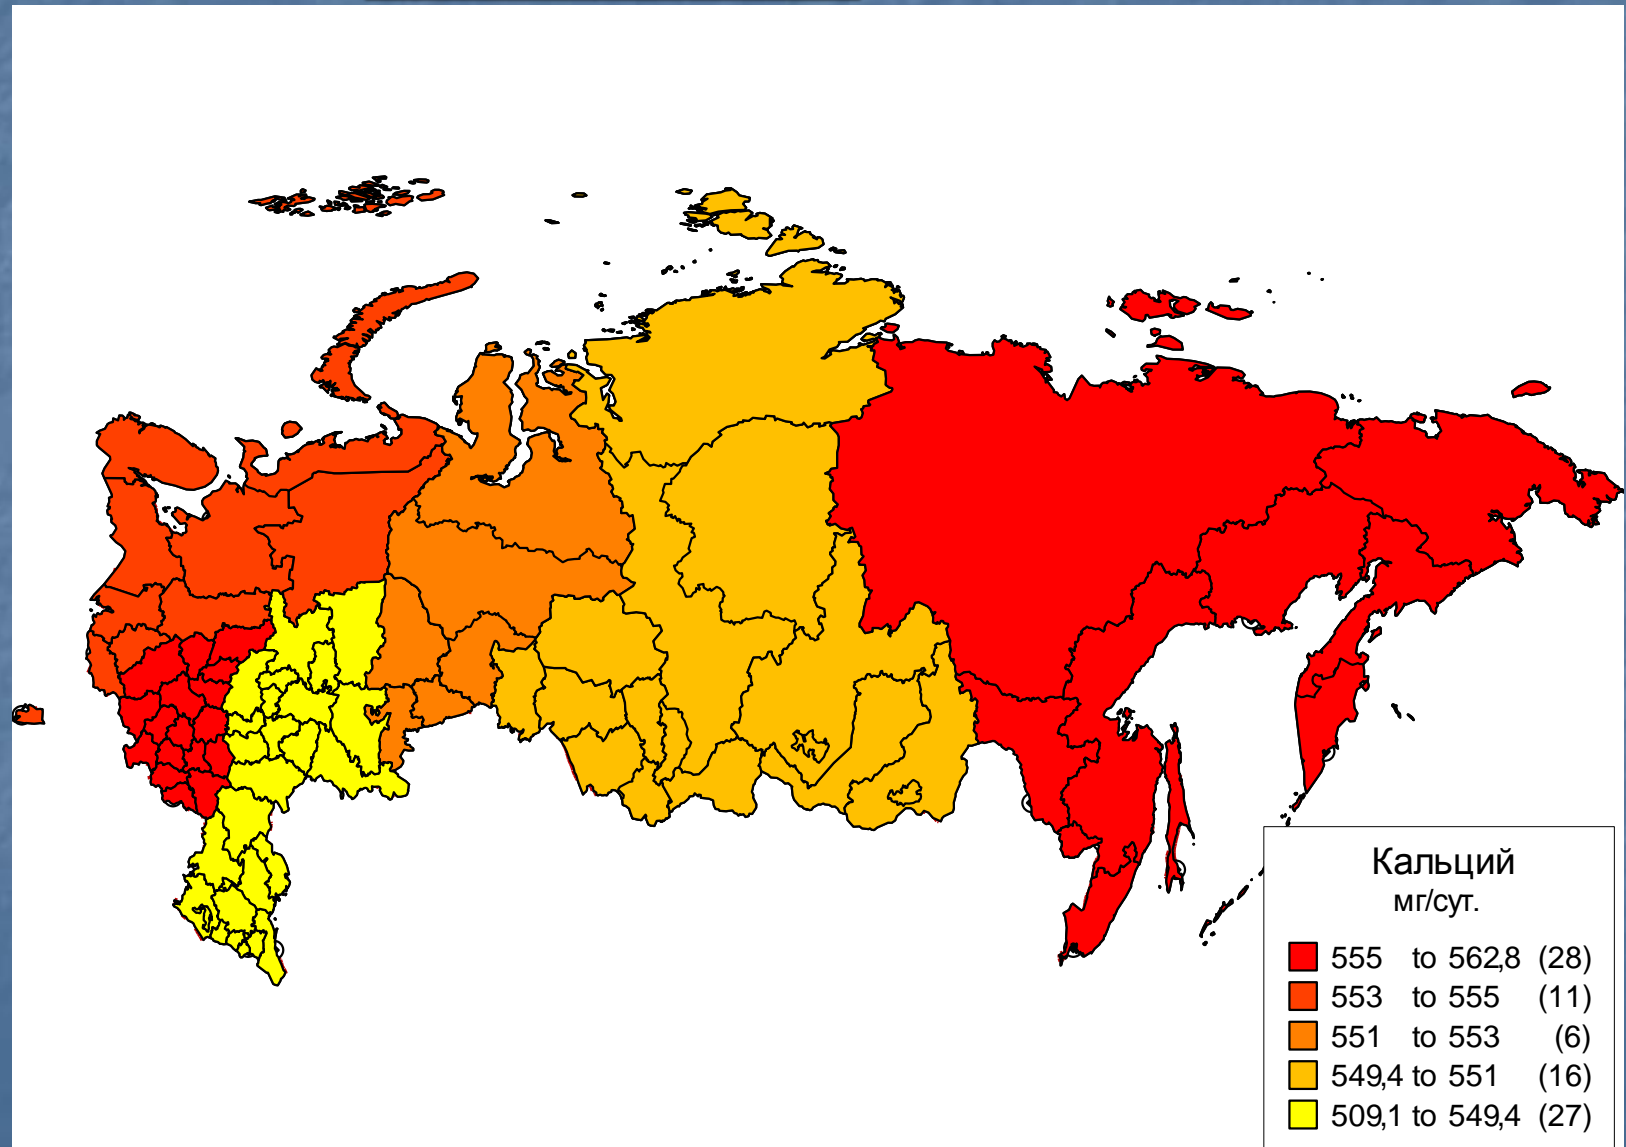 Кальций
мг/сут.
555 to 562,8 (28)
553 to 555 (11)
551 to 553 (6)
549,4 to 551 (16)
509,1 to 549,4 (27)